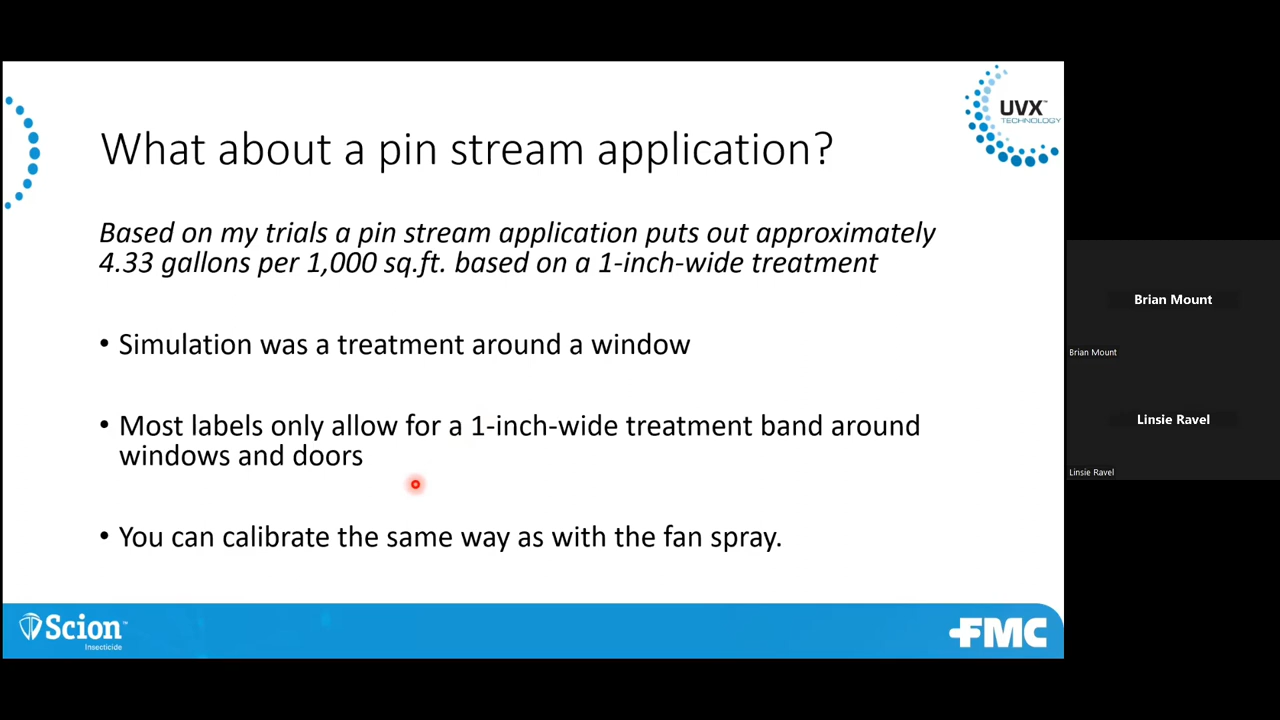 UVX™
TECHNOLOGY
What about a pin stream application?
Based on my trials a pin stream application puts out approximately
4.33 gallons per 1,000 sq.ft. based on a 1-inch-wide treatment
• Simulation was a treatment around a window
• Most labels only allow for a 1-inch-wide treatment band around
windows and doors
• You can calibrate the same way as with the fan spray.
Scion™
Insecticide
FMC
Brian Mount
Brian Mount
Linsie Ravel
Linsie Ravel